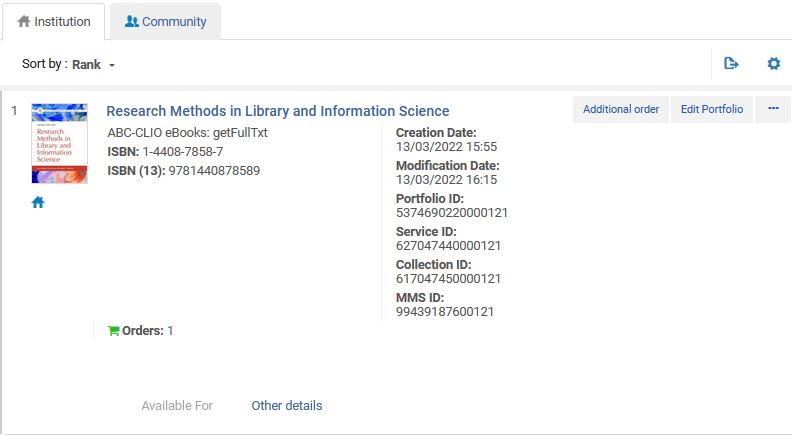 Institution
Community
Sort by : Rank
1
Research Methods in Library and Information Science
Additional order
Edit Portfolio
Research
Methods in
Library and
Information
Science
ABC-CLIO eBooks: getFullTxt
ISBN: 1-4408-7858-7
ISBN (13): 9781440878589
Creation Date:
13/03/2022 15:55
Modification Date:
13/03/2022 16:15
Portfolio ID:
5374690220000121
Service ID:
627047440000121
Collection ID:
617047450000121
MMS ID:
99439187600121
Orders: 1
Available For
Other details